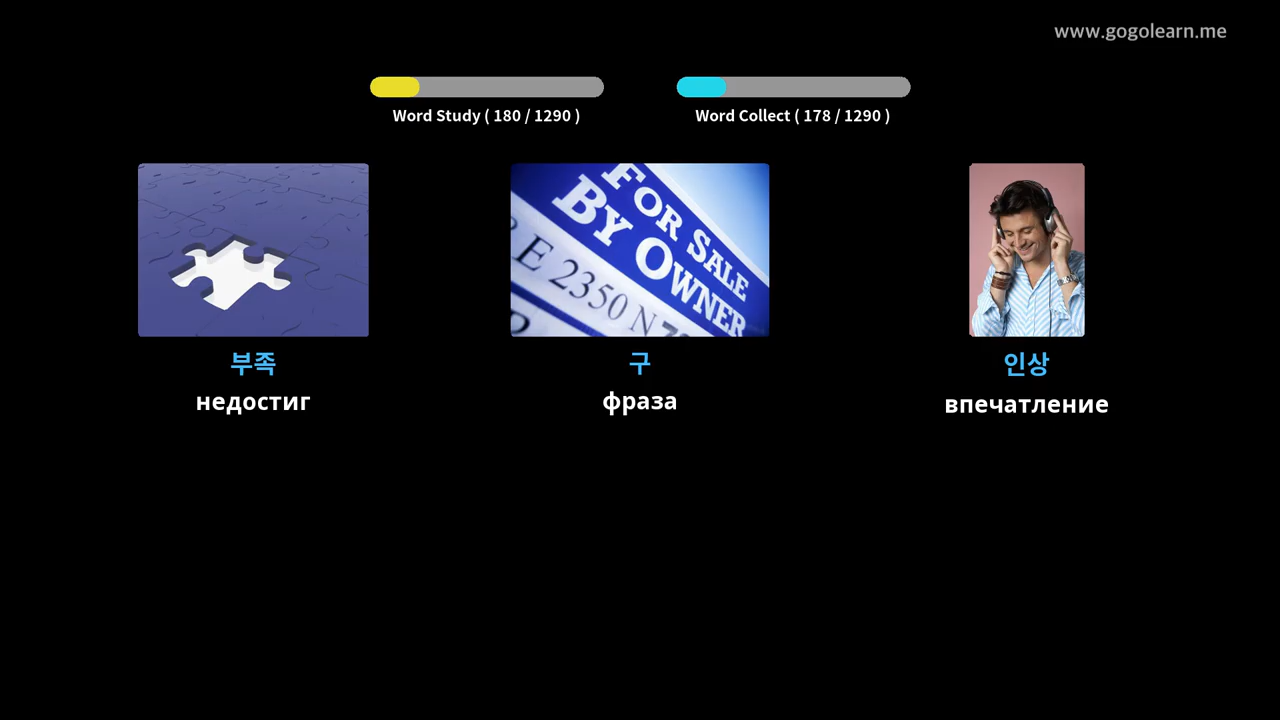 www.gogolearn.me
Word Study ( 180 / 1290 )
Word Collect ( 178 / 1290 )
FOR SALE
BY OWNER
E 2350 N
부족
구
인상
недостиг
фраза
впечатление